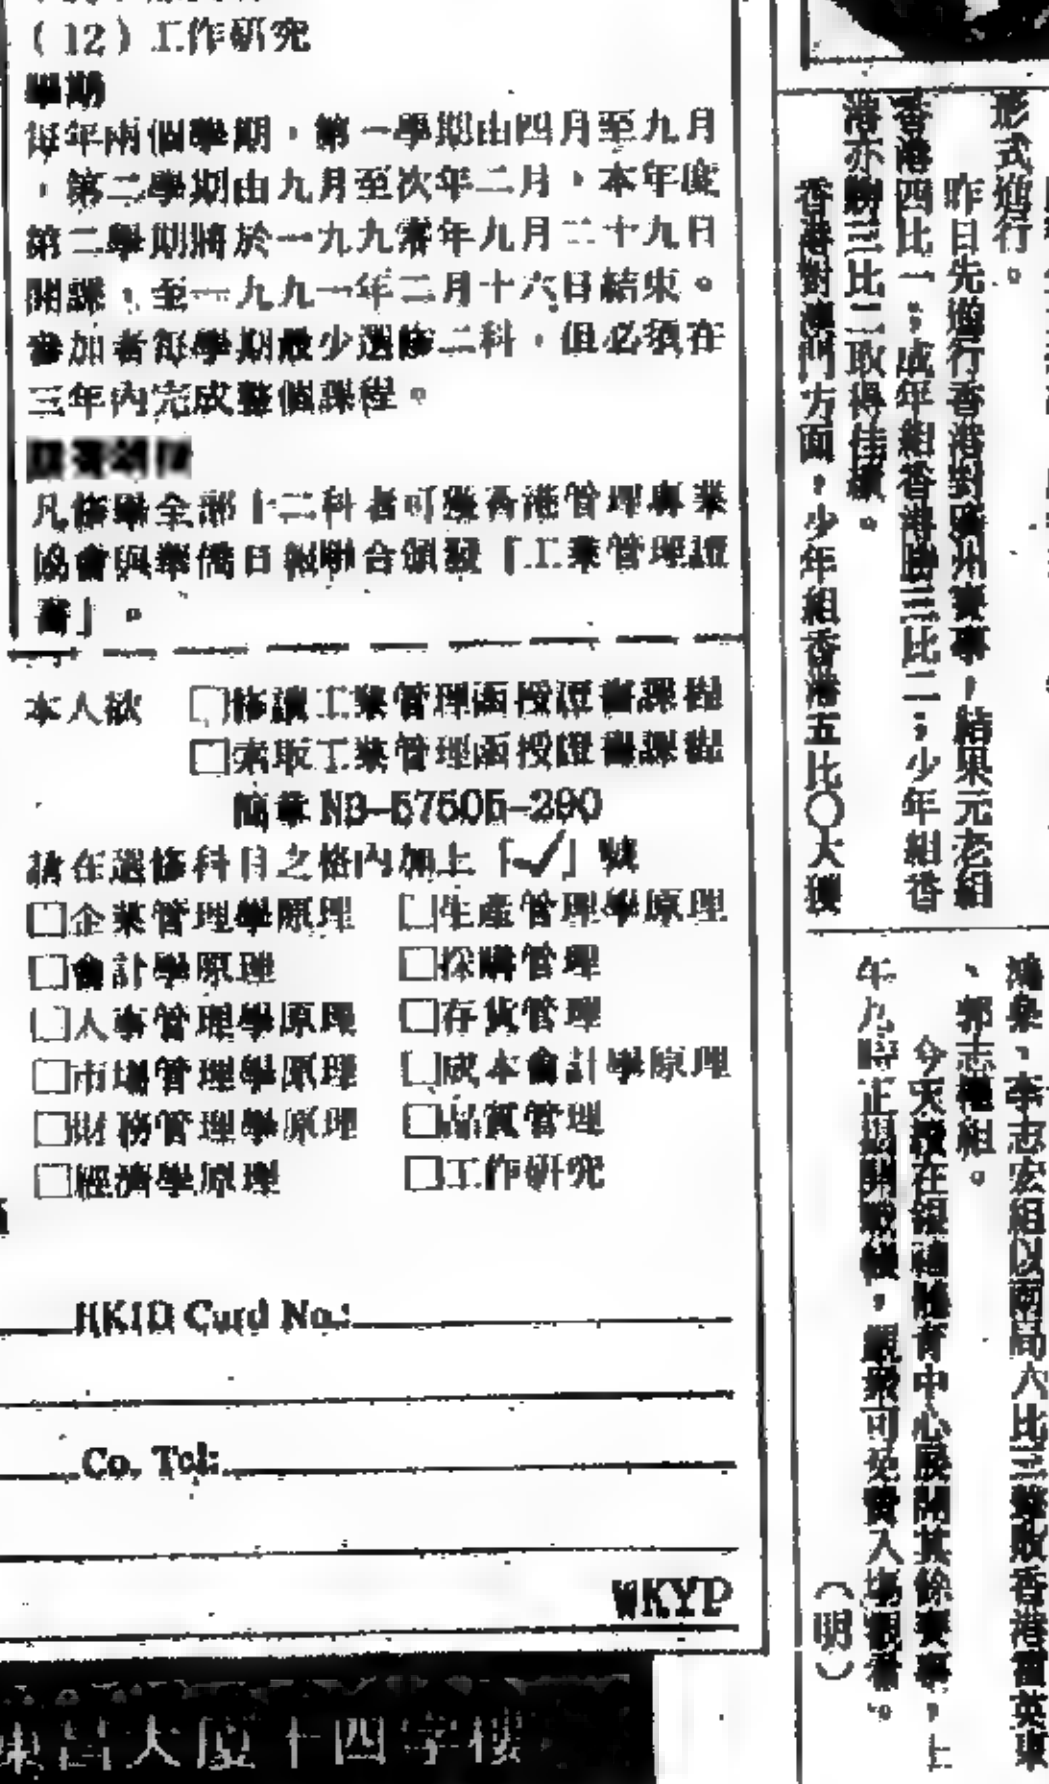 （12）工作研究
學期
每年兩個學期，第一學期由四月至九月
，第二學期由九月至次年二月，本年度
第二學期將於一九九零年九月二十九日
開課，至一九九一年二月十六日結束。
參加者每學期最少選修二科，但必須在
三年內完成整個課程。
凡修畢全部十二科者可獲香港管理專業
協會與華僑日報聯合頒發「工業管理證
書」。
本人欲 □修讀工業管理函授證書課程
□索取工業管理函授證書課程
簡章 N3-57505-290
請在選修科目之格內加上「✓」號
□企業管理學原理 □生產管理學原理
□會計學原理 □採購管理
□人事管理學原理 □存貨管理
□市場管理學原理 □成本會計學原理
□財務管理學原理 □品質管理
□經濟學原理 □工作研究
HKID Card No.:
Co. Tel:
WKYP
大廈十四字樓
形式進行。
昨日先進行香港對廣州賽事，結果元老組
香港四比一；成年組香港勝三比二；少年組香
港亦以三比二取得佳績。
香港對澳門方面，少年組香港五比〇大獲
李志宏組以兩局六比三擊敗香港
、郭志權組。
今天續在體育中心展開其餘賽事，上
午九時正揭開戰幔，觀眾可免費入場觀看。
（明）